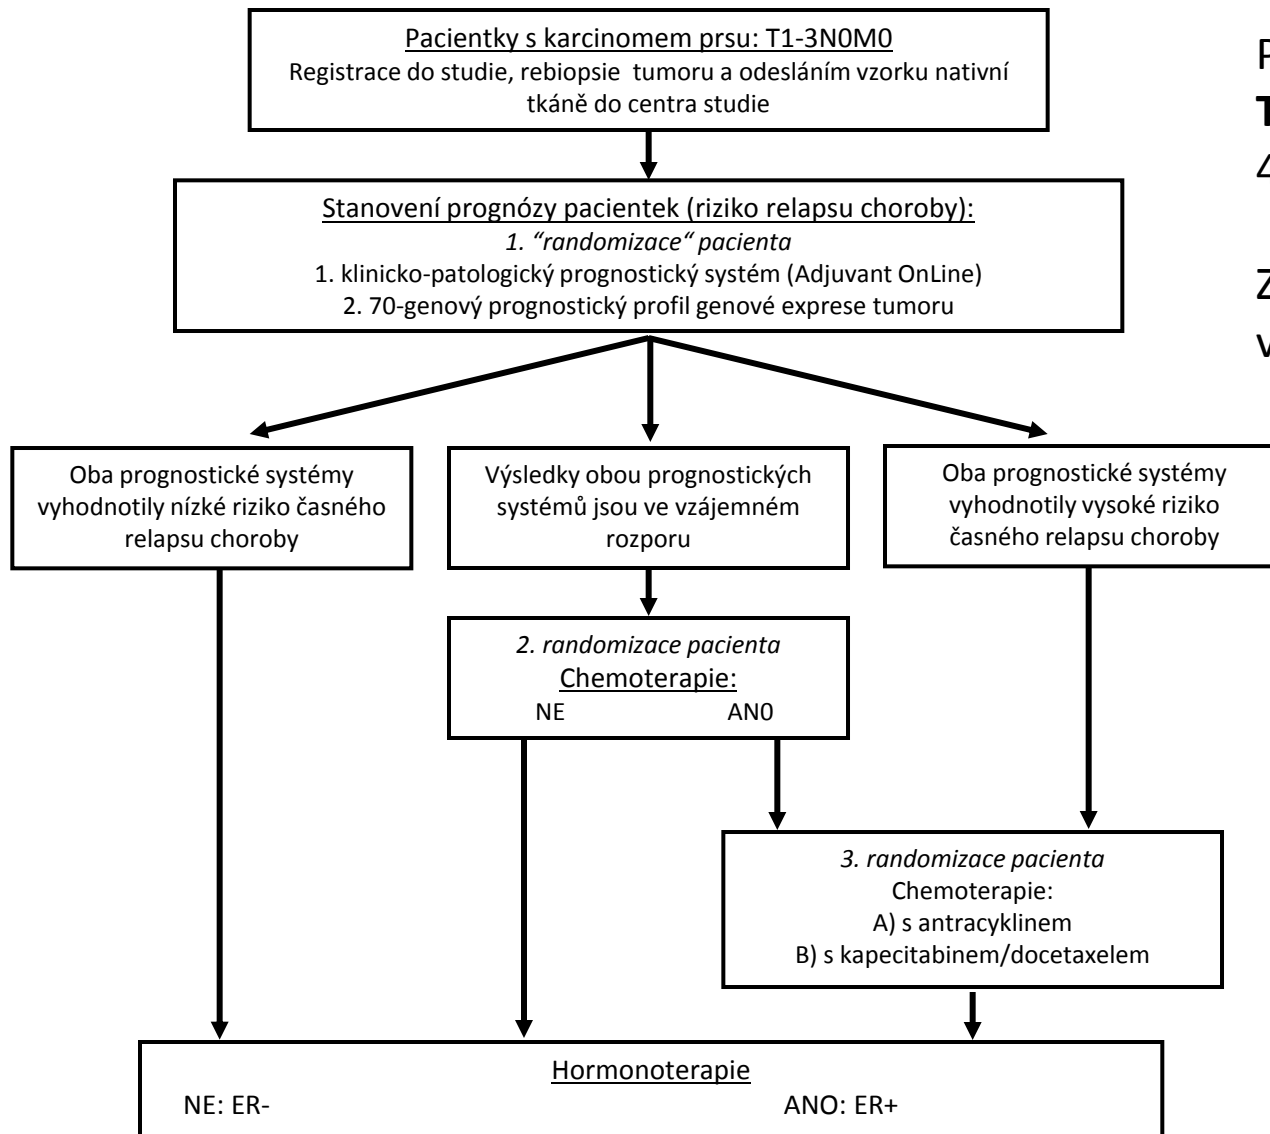 Pacientky s karcinomem prsu: T1-3N0M0
Registrace do studie, rebiopsie tumoru a odesláním vzorku nativní
tkáně do centra studie
Stanovení prognózy pacientek (riziko relapsu choroby):
1. “randomizace“ pacienta
1. klinicko-patologický prognostický systém (Adjuvant OnLine)
2. 70-genový prognostický profil genové exprese tumoru
Oba prognostické systémy
vyhodnotily nízké riziko časného
relapsu choroby
Výsledky obou prognostických
systémů jsou ve vzájemném
rozporu
Oba prognostické systémy
vyhodnotily vysoké riziko
časného relapsu choroby
2. randomizace pacienta
Chemoterapie:
NE AN0
3. randomizace pacienta
Chemoterapie:
A) s antracyklinem
B) s kapecitabinem/docetaxelem
Hormonoterapie
NE: ER- ANO: ER+